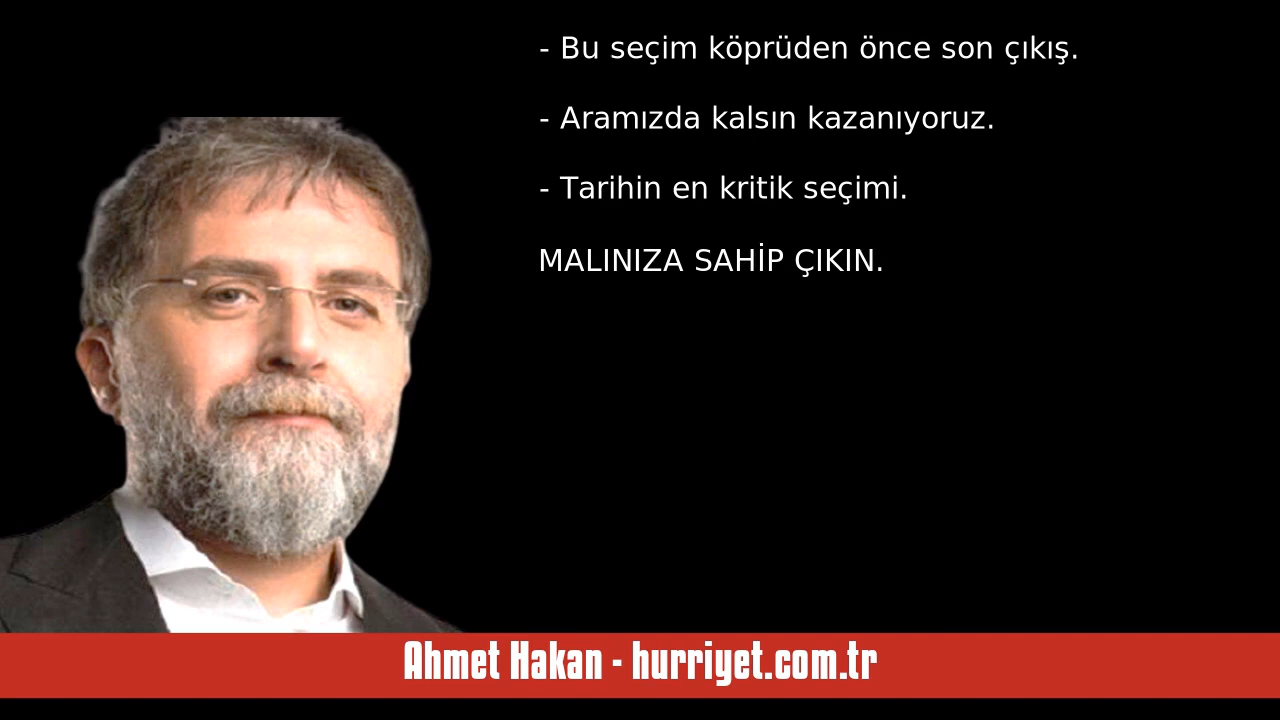 - Bu seçim köprüden önce son çıkış.
- Aramızda kalsın kazanıyoruz.
- Tarihin en kritik seçimi.
MALINIZA SAHİP ÇIKIN.
Ahmet Hakan - hurriyet.com.tr